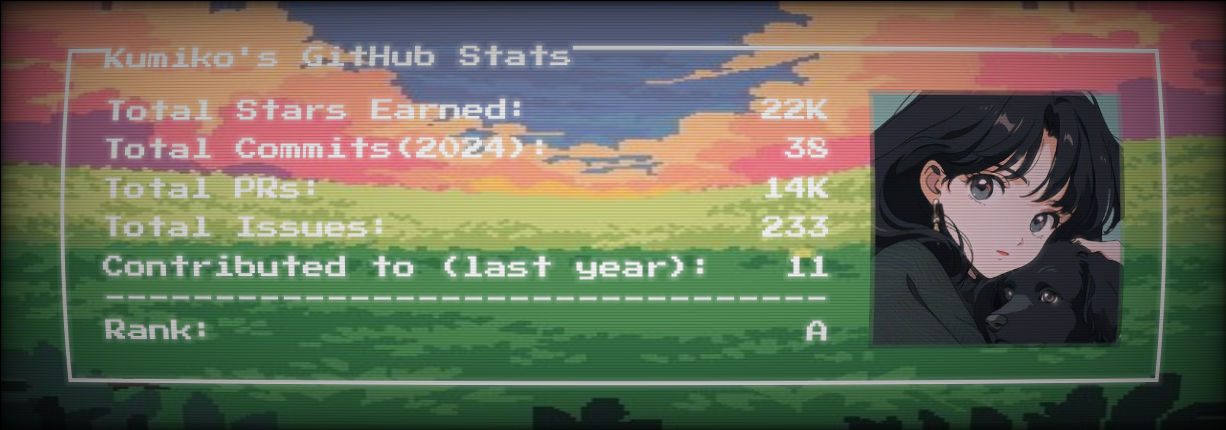 Kumiko's GitHub Stats
Total Stars Earned: 22K
Total Commits(2024): 38
Total PRs: 14K
Total Issues: 233
Contributed to (last year): 11
----------------------------------
Rank: A